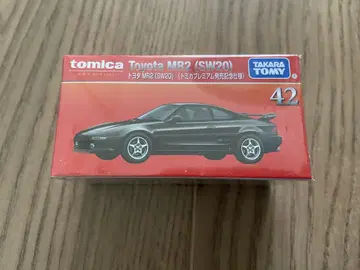 tomica
Toyota MR2 (SW20)
トヨタ MR2 (SW20) (トミカプレミアム発売記念仕様)
TAKARA
TOMY
42